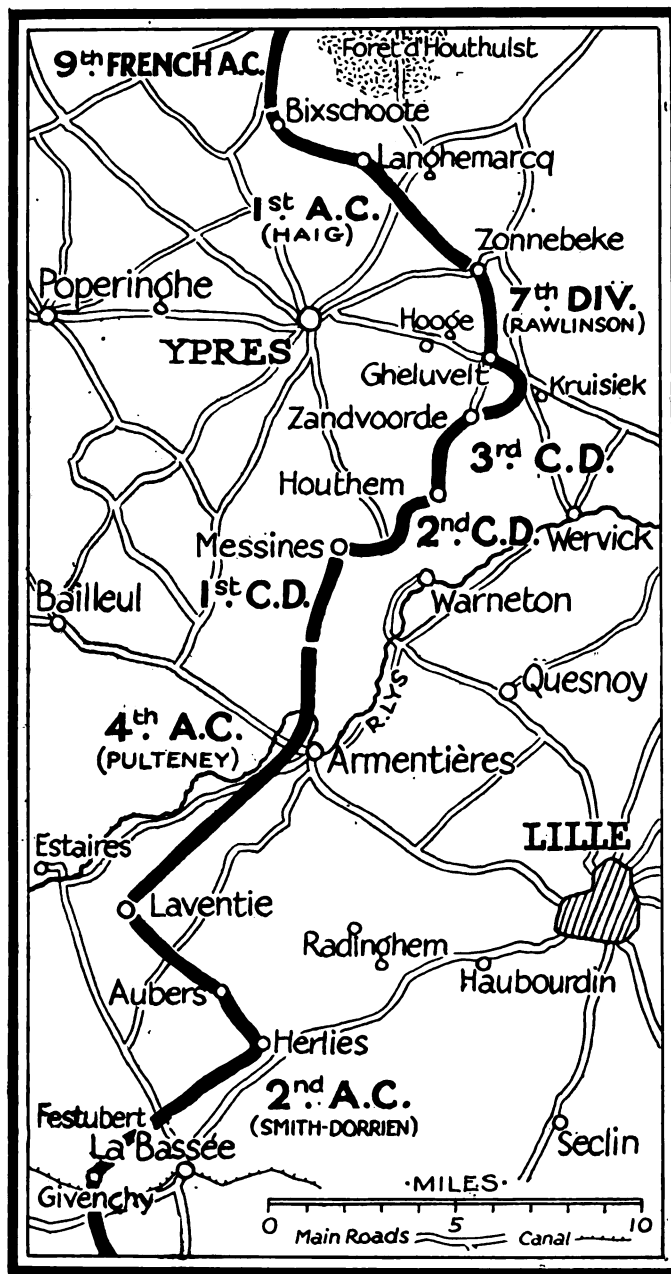 Forêt d'Houthulst
9th FRENCH A.C.
Bixschoote
Langhemarcq
1st A.C.
(HAIG)
Zonnebeke
Poperinghe
7th DIV.
(RAWLINSON)
Hooge
YPRES
Gheluvelt
Kruisiek
Zandvoorde
3rd C.D.
Houthem
2nd C.D.
Wervick
Messines
1st C.D.
Bailleul
Warneton
Quesnoy
R. LYS
4th A.C.
(PULTENEY)
Armentières
LILLE
Estaires
Laventie
Radinghem
Haubourdin
Aubers
Herlies
2nd A.C.
(SMITH-DORRIEN)
Festubert
La Bassée
Seclin
Givenchy
·MILES·
0 5 10
Main Roads Canal